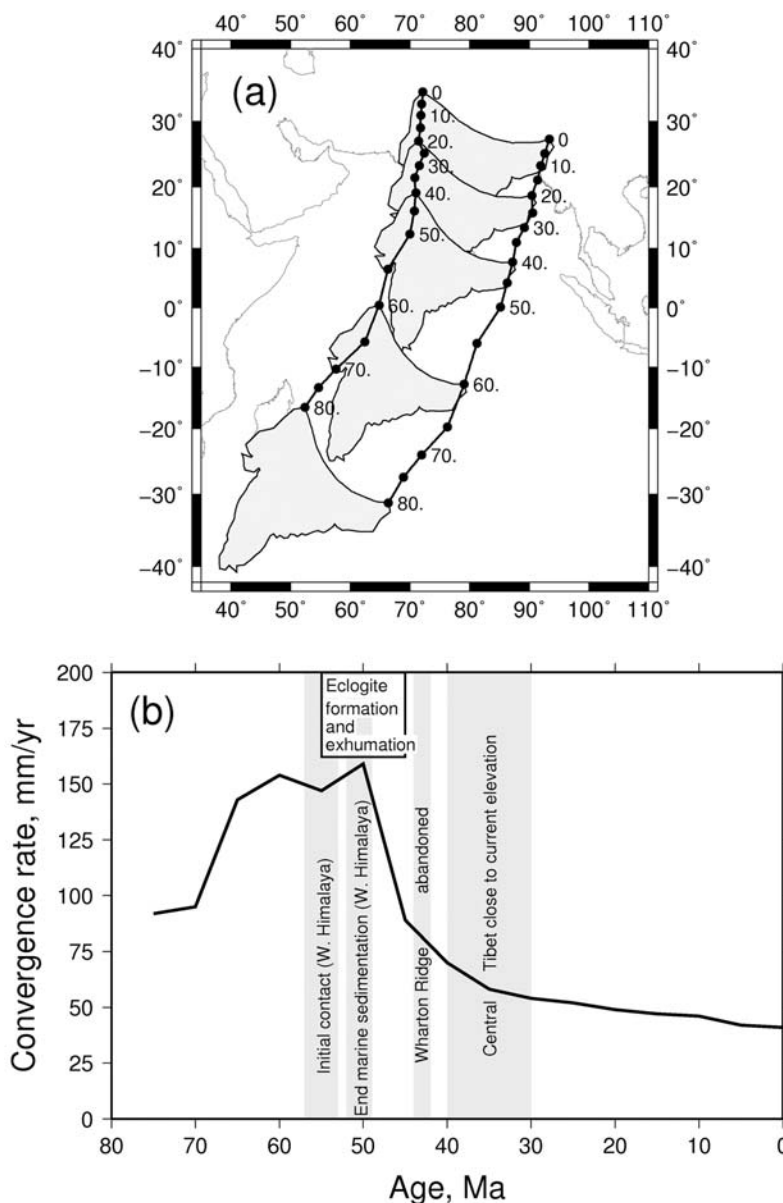 40° 50° 60° 70° 80° 90° 100° 110°
40° 40°
(a)
0
10.
0
30° 30°
20.
10.
30.
20° 20°
40.
20.
30.
50.
10° 10°
40.
60.
50.
0° 0°
70.
−10° −10°
60.
80.
−20° −20°
70.
−30° −30°
80.
−40° −40°
40° 50° 60° 70° 80° 90° 100° 110°
(b)
Convergence rate, mm/yr
200
175
150
125
100
75
50
25
0
Eclogite
formation
and
exhumation
Initial contact (W. Himalaya)
End marine sedimentation (W. Himalaya)
Wharton Ridge abandoned
Central Tibet close to current elevation
80 70 60 50 40 30 20 10 0
Age, Ma